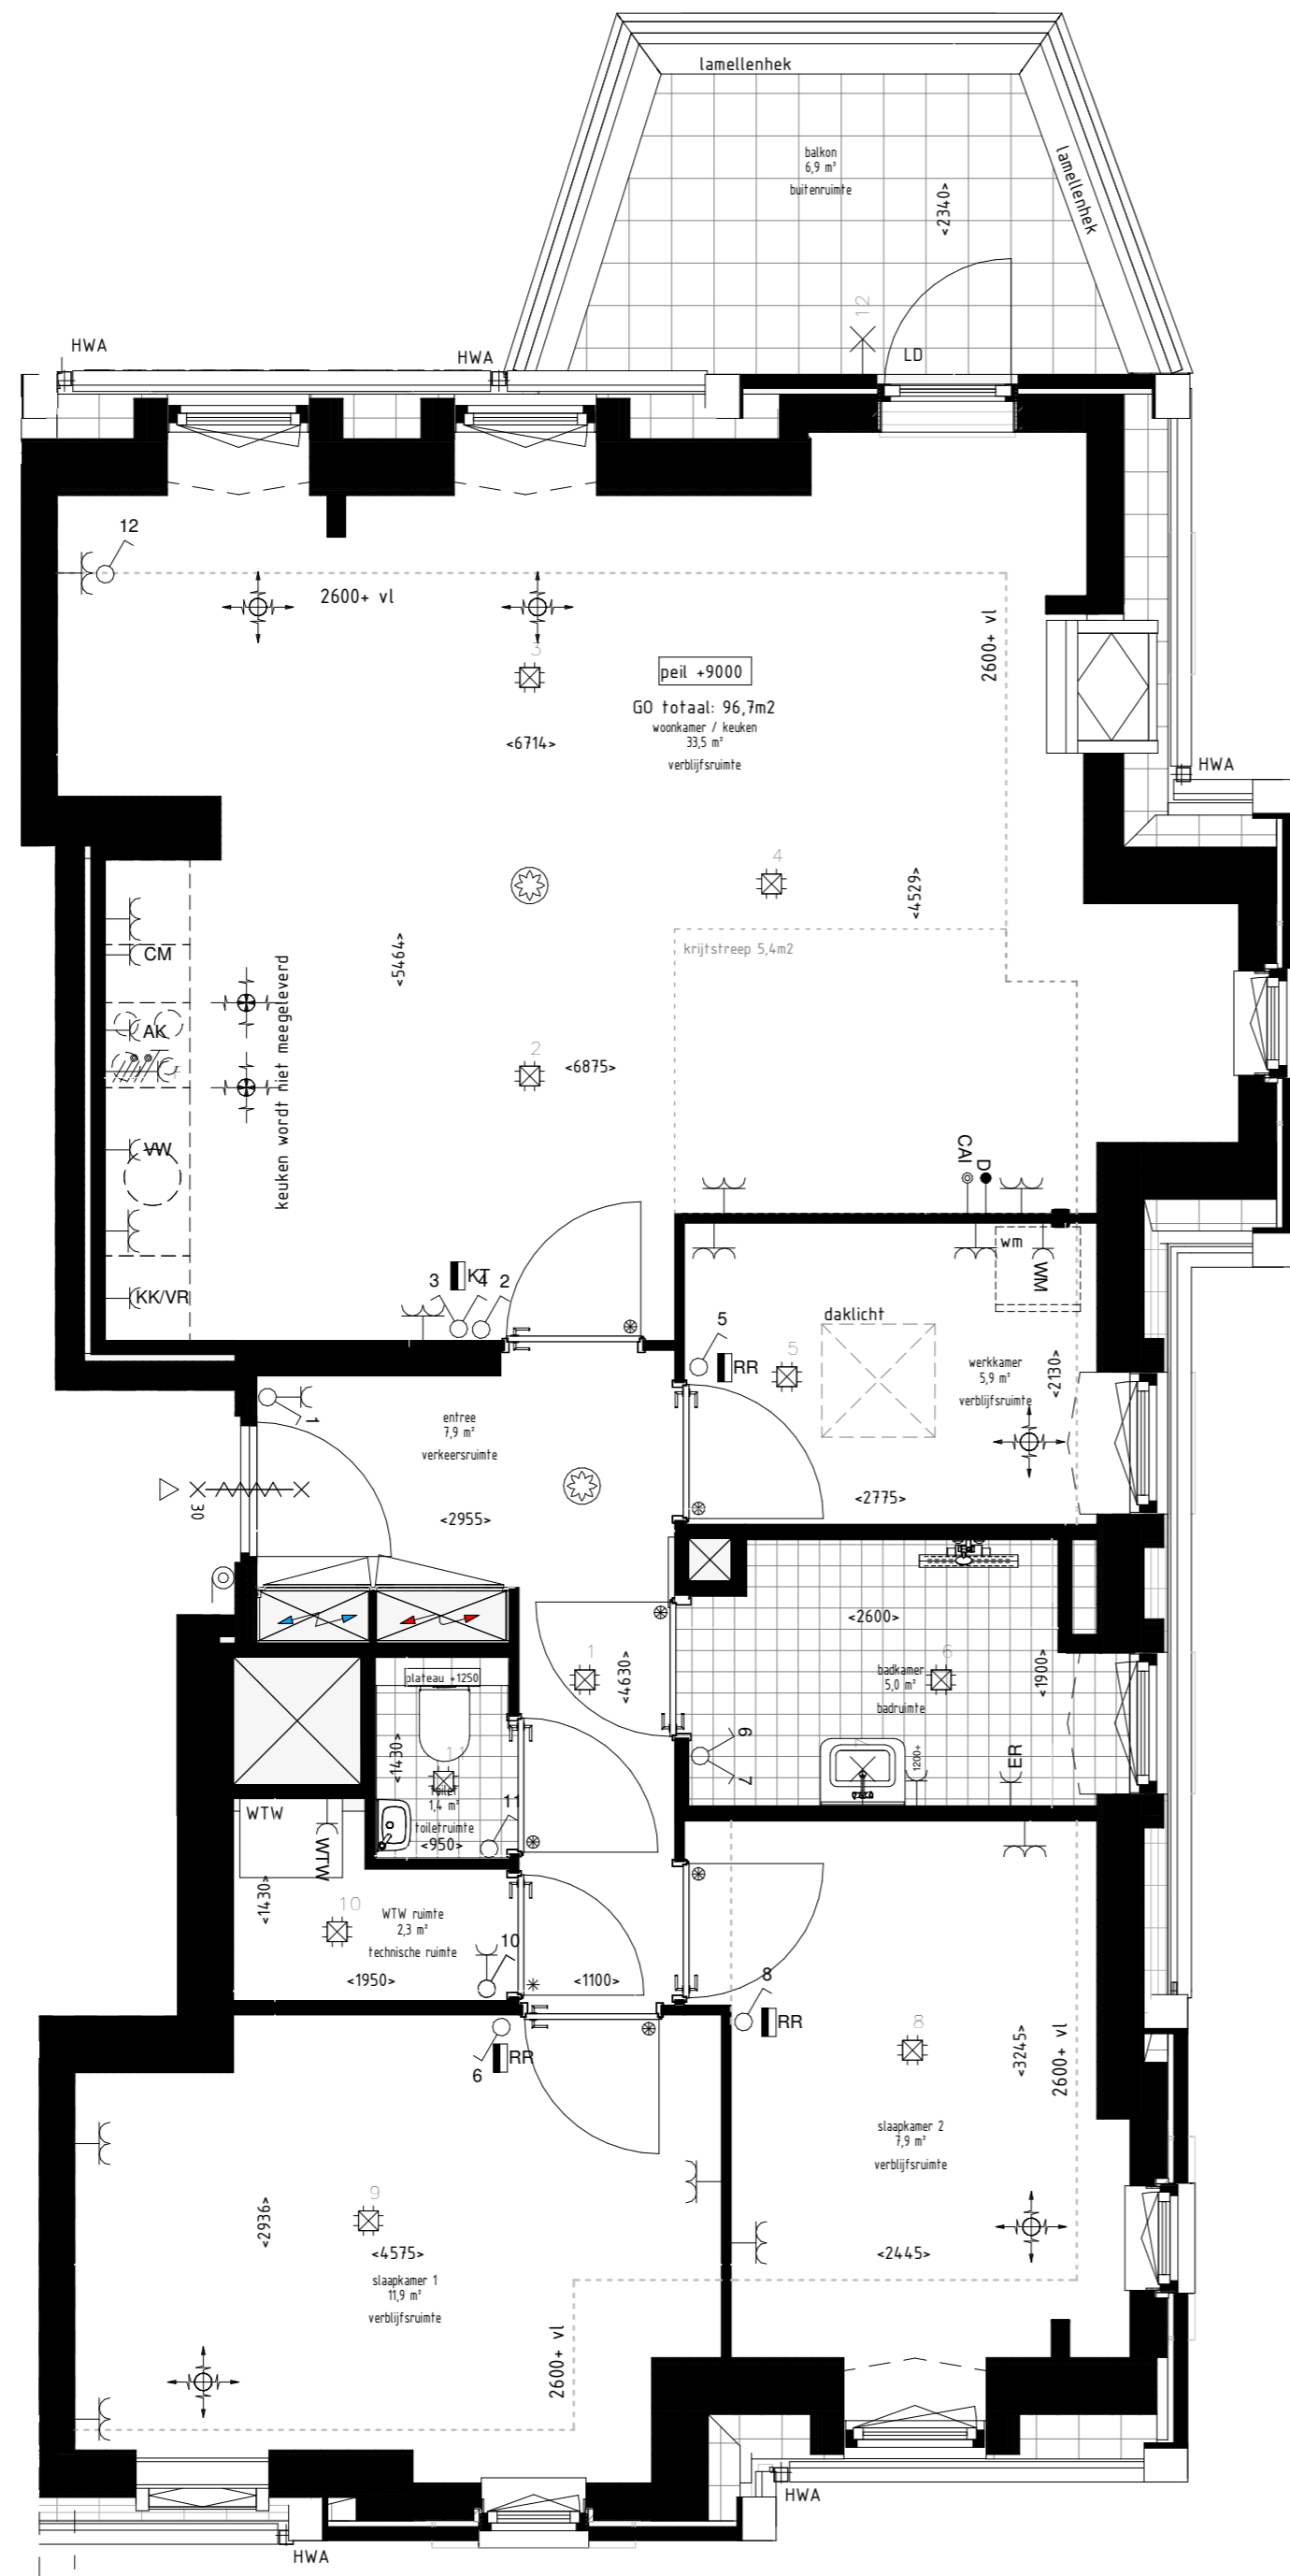 lamellenhek
balkon
6,9 m²
buitenruimte
lamellenhek
<2340>
12
LD
HWA
HWA
12
2600+ vl
3
2600+ vl
peil +9000
GO totaal: 96,7m2
woonkamer / keuken
33,5 m²
verblijfsruimte
<6714>
HWA
4
<4529>
<5464>
krijtstreep 5,4m2
CM
AK
keuken wordt niet meegeleverd
2
<6875>
VW
CAI
D
KK/VR
3
KT
4
2
wm
WM
daklicht
5
RR
5
werkkamer
5,9 m²
verblijfsruimte
<2130>
<2775>
1
entree
7,9 m²
verkeersruimte
30
<2955>
<2600>
1
<4630>
6
badkamer
5,0 m²
badruimte
<1900>
plateau +1250
<1430>
11
toilet
1,4 m²
toiletruimte
<950>
11
9
7
1200+
ER
WTW
WTW
<1430>
10
WTW ruimte
2,3 m²
technische ruimte
<1950>
10
<1100>
8
RR
6
RR
8
<3245>
2600+ vl
slaapkamer 2
7,9 m²
verblijfsruimte
<2445>
9
<2936>
<4575>
slaapkamer 1
11,9 m²
verblijfsruimte
2600+ vl
HWA
HWA